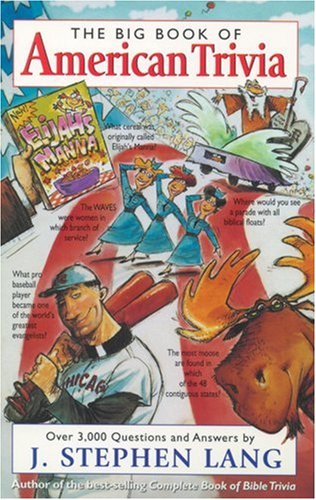 THE BIG BOOK OF
American Trivia
NEW!
Elijah's
MANNA
What cereal was
originally called
Elijah's Manna?
The WAVES
were women in
which branch of
service?
Where would you see
a parade with all
biblical floats?
What pro
baseball
player
became one
of the world's
greatest
evangelists?
CHICAGO
The most moose
are found in
which of
the 48
contiguous states?
Over 3,000 Questions and Answers by
J. STEPHEN LANG
Author of the best-selling Complete Book of Bible Trivia